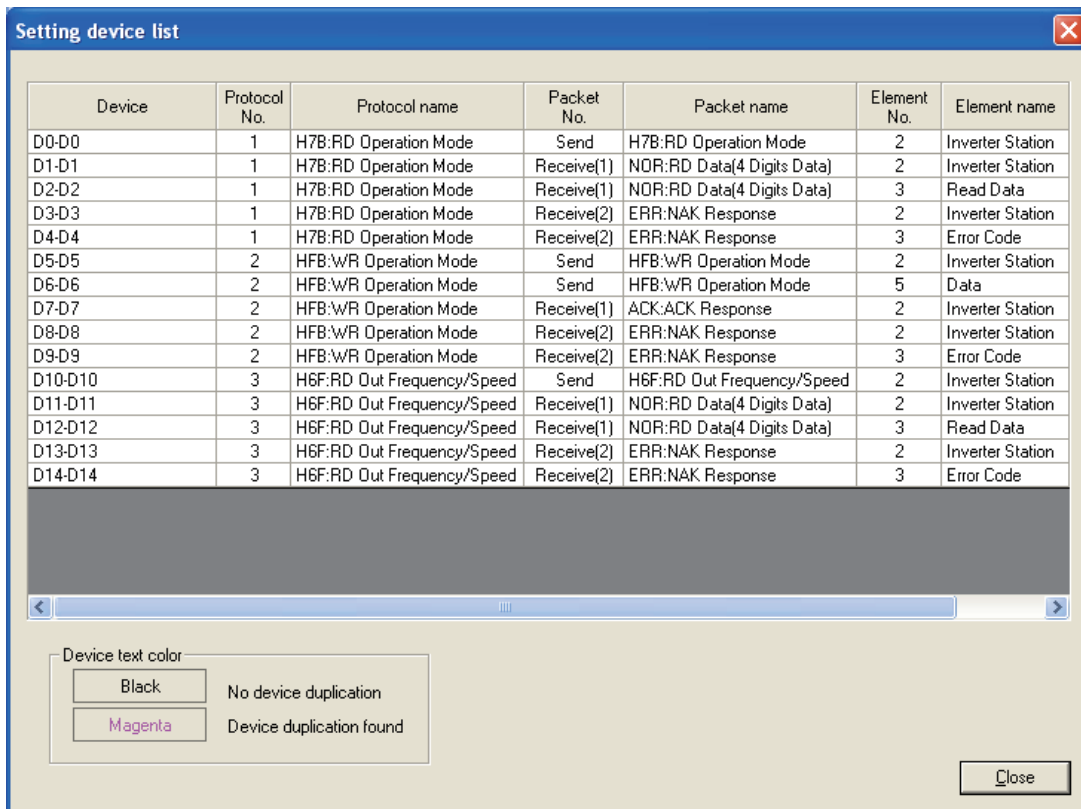 Setting device list
Device Protocol No. Protocol name Packet No. Packet name Element No. Element name
D0-D0 1 H7B:RD Operation Mode Send H7B:RD Operation Mode 2 Inverter Station
D1-D1 1 H7B:RD Operation Mode Receive(1) NOR:RD Data(4 Digits Data) 2 Inverter Station
D2-D2 1 H7B:RD Operation Mode Receive(1) NOR:RD Data(4 Digits Data) 3 Read Data
D3-D3 1 H7B:RD Operation Mode Receive(2) ERR:NAK Response 2 Inverter Station
D4-D4 1 H7B:RD Operation Mode Receive(2) ERR:NAK Response 3 Error Code
D5-D5 2 HFB:WR Operation Mode Send HFB:WR Operation Mode 2 Inverter Station
D6-D6 2 HFB:WR Operation Mode Send HFB:WR Operation Mode 5 Data
D7-D7 2 HFB:WR Operation Mode Receive(1) ACK:ACK Response 2 Inverter Station
D8-D8 2 HFB:WR Operation Mode Receive(2) ERR:NAK Response 2 Inverter Station
D9-D9 2 HFB:WR Operation Mode Receive(2) ERR:NAK Response 3 Error Code
D10-D10 3 H6F:RD Out Frequency/Speed Send H6F:RD Out Frequency/Speed 2 Inverter Station
D11-D11 3 H6F:RD Out Frequency/Speed Receive(1) NOR:RD Data(4 Digits Data) 2 Inverter Station
D12-D12 3 H6F:RD Out Frequency/Speed Receive(1) NOR:RD Data(4 Digits Data) 3 Read Data
D13-D13 3 H6F:RD Out Frequency/Speed Receive(2) ERR:NAK Response 2 Inverter Station
D14-D14 3 H6F:RD Out Frequency/Speed Receive(2) ERR:NAK Response 3 Error Code
Device text color
Black No device duplication
Magenta Device duplication found
Close